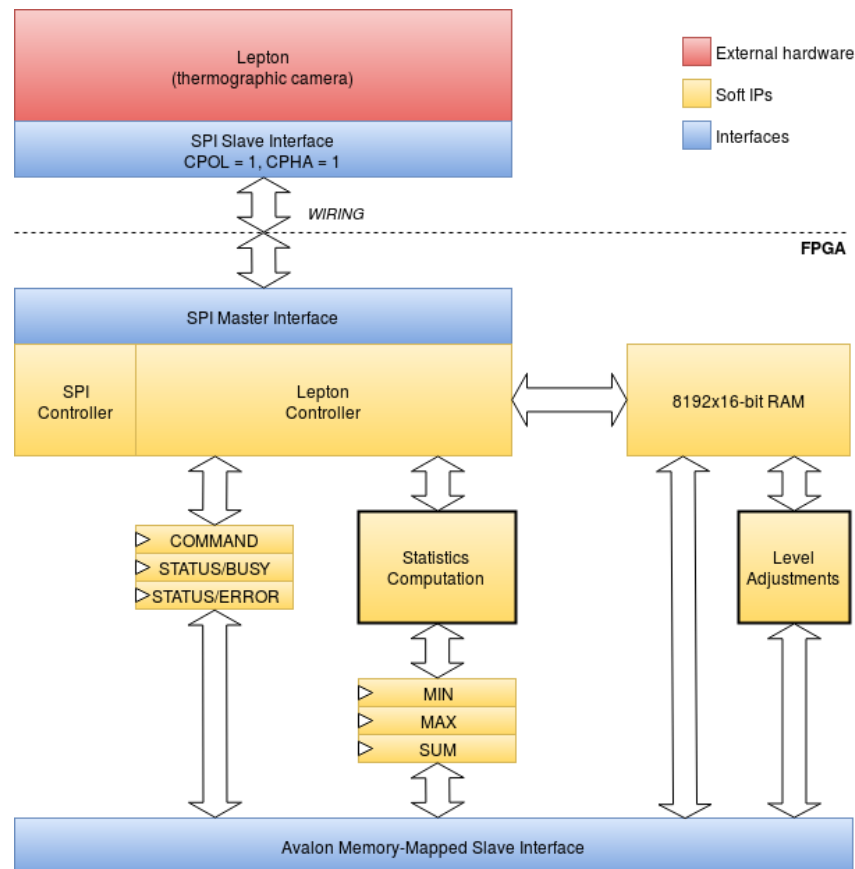 Lepton
(thermographic camera)
External hardware
Soft IPs
Interfaces
SPI Slave Interface
CPOL = 1, CPHA = 1
WIRING
FPGA
SPI Master Interface
SPI
Controller
Lepton
Controller
8192x16-bit RAM
COMMAND
STATUS/BUSY
STATUS/ERROR
Statistics
Computation
Level
Adjustments
MIN
MAX
SUM
Avalon Memory-Mapped Slave Interface